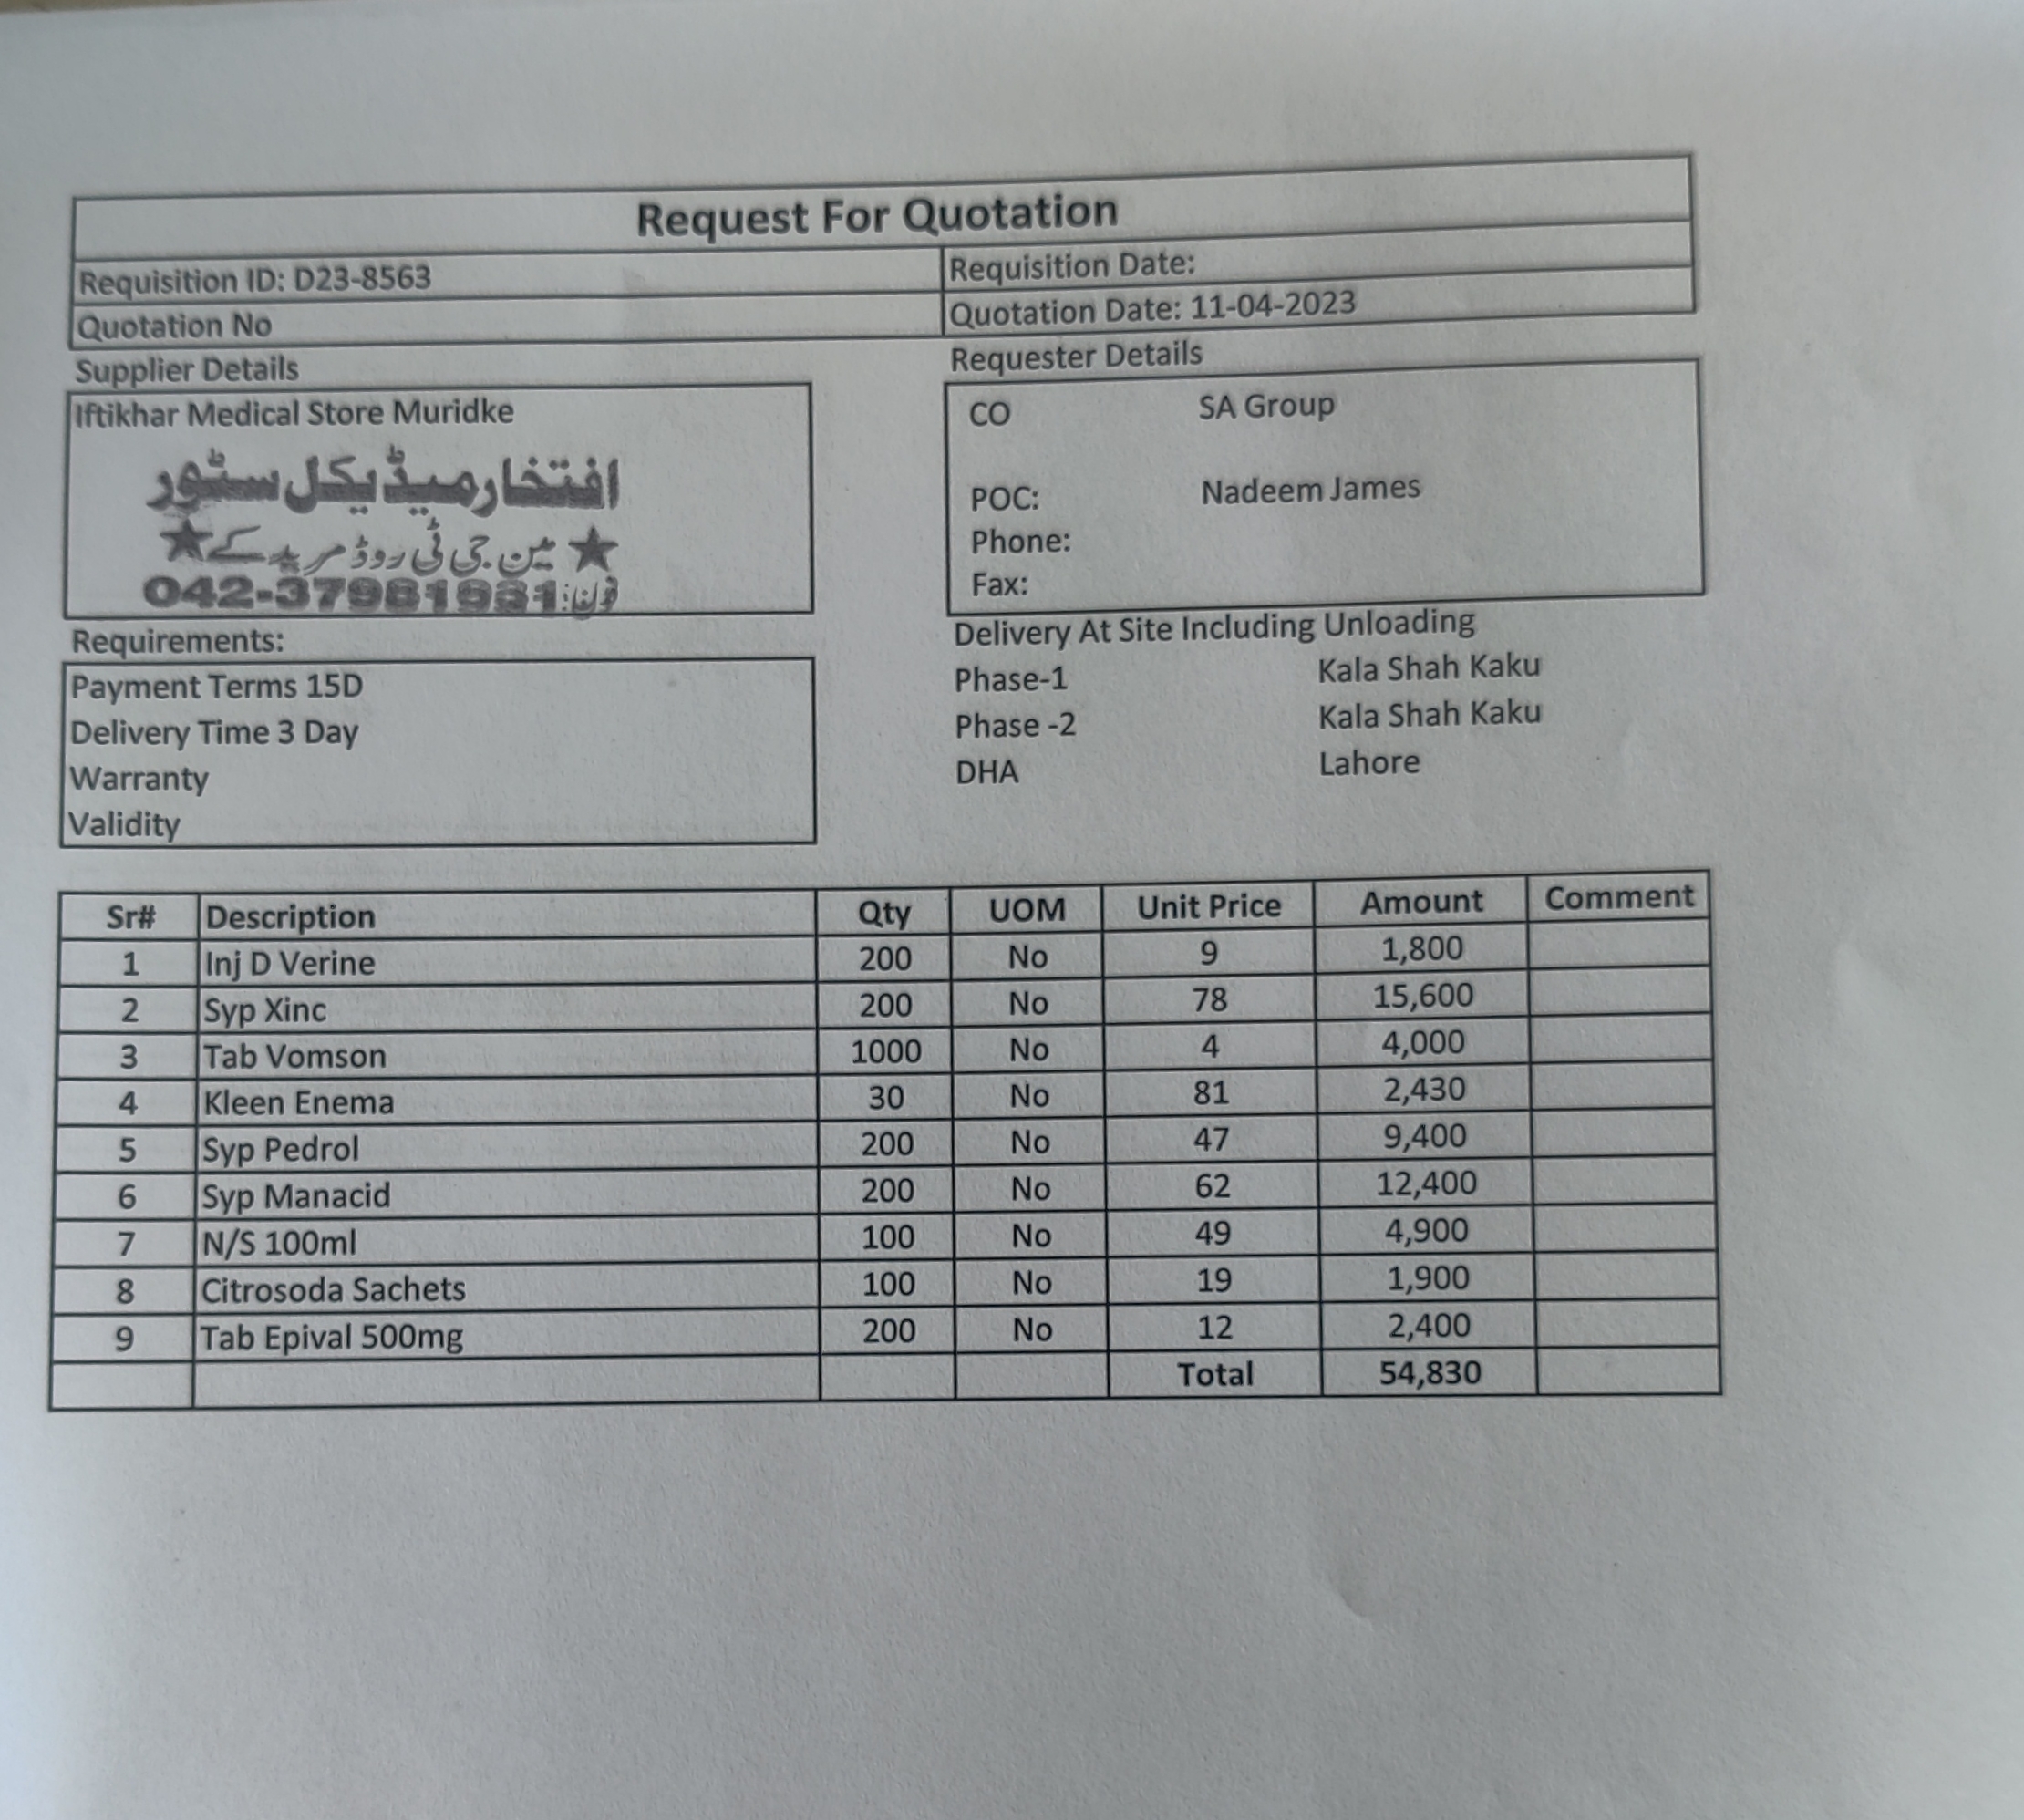 Request For Quotation
Requisition ID: D23-8563 Requisition Date:
Quotation No Quotation Date: 11-04-2023
Supplier Details Requester Details
Iftikhar Medical Store Muridke
افتخار میڈیکل سٹور
★ مین جی ٹی روڈ مریدکے ★
فون: 042-37981931
CO SA Group
POC: Nadeem James
Phone:
Fax:
Requirements:
Payment Terms 15D
Delivery Time 3 Day
Warranty
Validity
Delivery At Site Including Unloading
Phase-1 Kala Shah Kaku
Phase -2 Kala Shah Kaku
DHA Lahore
Sr# Description Qty UOM Unit Price Amount Comment
1 Inj D Verine 200 No 9 1,800
2 Syp Xinc 200 No 78 15,600
3 Tab Vomson 1000 No 4 4,000
4 Kleen Enema 30 No 81 2,430
5 Syp Pedrol 200 No 47 9,400
6 Syp Manacid 200 No 62 12,400
7 N/S 100ml 100 No 49 4,900
8 Citrosoda Sachets 100 No 19 1,900
9 Tab Epival 500mg 200 No 12 2,400
Total 54,830